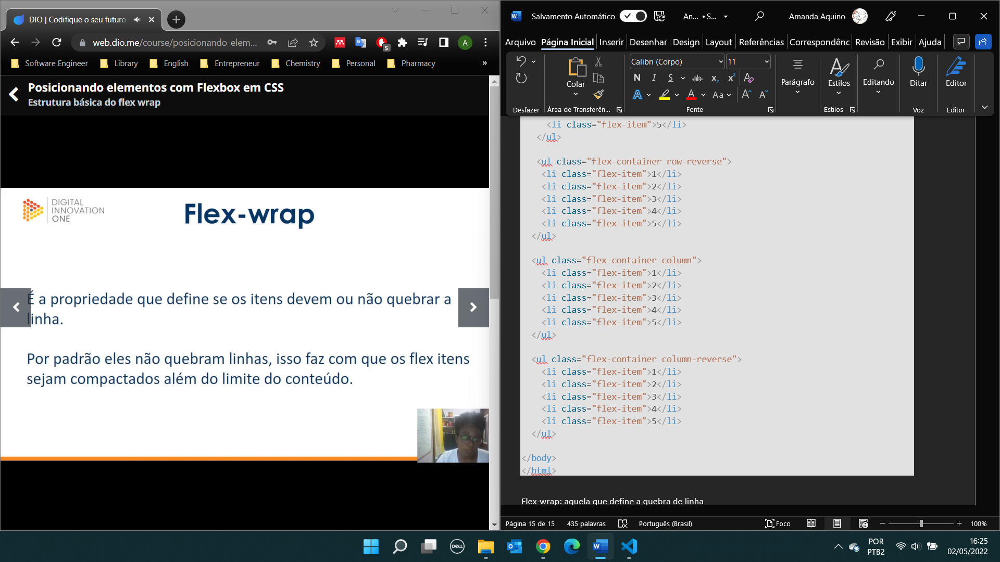 DIO | Codifique o seu futuro
web.dio.me/course/posicionando-elem...
5
A
Software Engineer
Library
English
Entrepreneur
Chemistry
Personal
Pharmacy
»
Posicionando elementos com Flexbox em CSS
Estrutura básica do flex wrap
DIGITAL
INNOVATION
ONE
Flex-wrap
É a propriedade que define se os itens devem ou não quebrar a
linha.
Por padrão eles não quebram linhas, isso faz com que os flex itens
sejam compactados além do limite do conteúdo.
Salvamento Automático
An... • S...
Amanda Aquino
Arquivo
Página Inicial
Inserir
Desenhar
Design
Layout
Referências
Correspondênc
Revisão
Exibir
Ajuda
Colar
Calibri (Corpo)
11
N I S ab x₂ x² A
A A Aa A A
Parágrafo
Estilos
Editando
Ditar
Editor
Desfazer
Área de Transferên...
Fonte
Estilos
Voz
Editor
<li class="flex-item">5</li>
</ul>
<ul class="flex-container row-reverse">
<li class="flex-item">1</li>
<li class="flex-item">2</li>
<li class="flex-item">3</li>
<li class="flex-item">4</li>
<li class="flex-item">5</li>
</ul>
<ul class="flex-container column">
<li class="flex-item">1</li>
<li class="flex-item">2</li>
<li class="flex-item">3</li>
<li class="flex-item">4</li>
<li class="flex-item">5</li>
</ul>
<ul class="flex-container column-reverse">
<li class="flex-item">1</li>
<li class="flex-item">2</li>
<li class="flex-item">3</li>
<li class="flex-item">4</li>
<li class="flex-item">5</li>
</ul>
</body>
</html>
Flex-wrap: aquela que define a quebra de linha
Página 15 de 15
435 palavras
Português (Brasil)
Foco
100%
DELL
POR
PTB2
16:25
02/05/2022